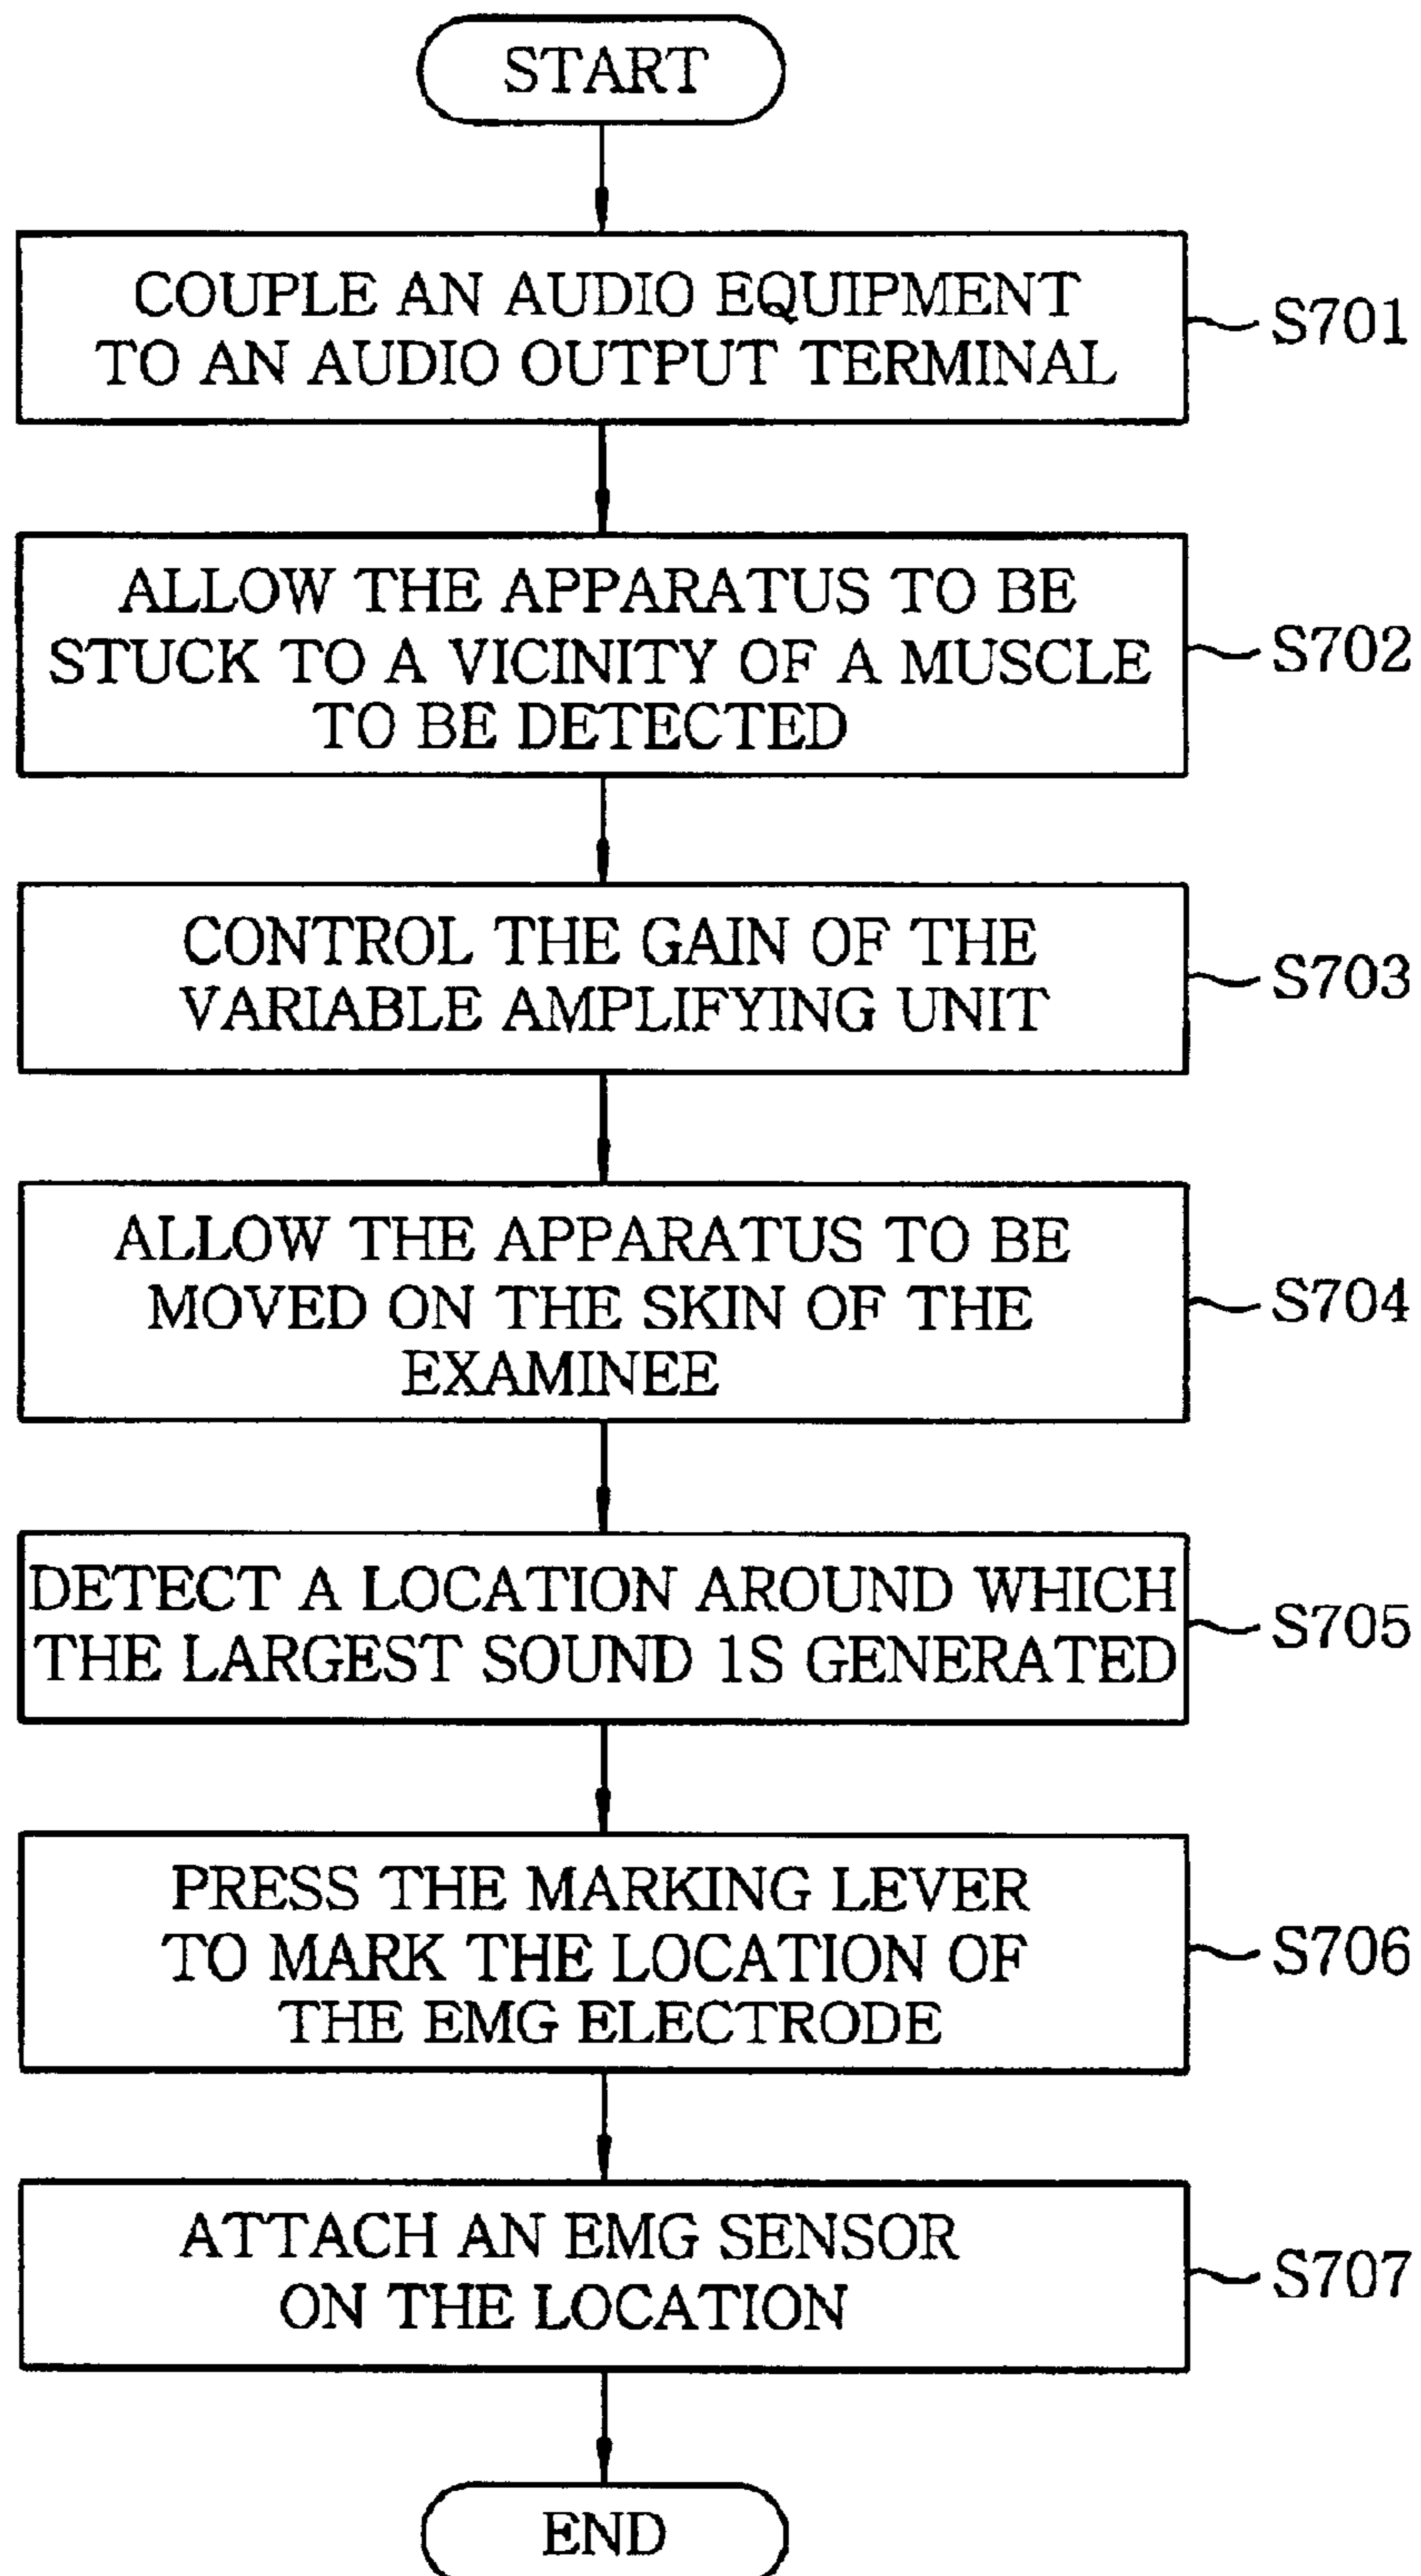 START
COUPLE AN AUDIO EQUIPMENT
TO AN AUDIO OUTPUT TERMINAL
S701
ALLOW THE APPARATUS TO BE
STUCK TO A VICINITY OF A MUSCLE
TO BE DETECTED
S702
CONTROL THE GAIN OF THE
VARIABLE AMPLIFYING UNIT
S703
ALLOW THE APPARATUS TO BE
MOVED ON THE SKIN OF THE
EXAMINEE
S704
DETECT A LOCATION AROUND WHICH
THE LARGEST SOUND 1S GENERATED
S705
PRESS THE MARKING LEVER
TO MARK THE LOCATION OF
THE EMG ELECTRODE
S706
ATTACH AN EMG SENSOR
ON THE LOCATION
S707
END